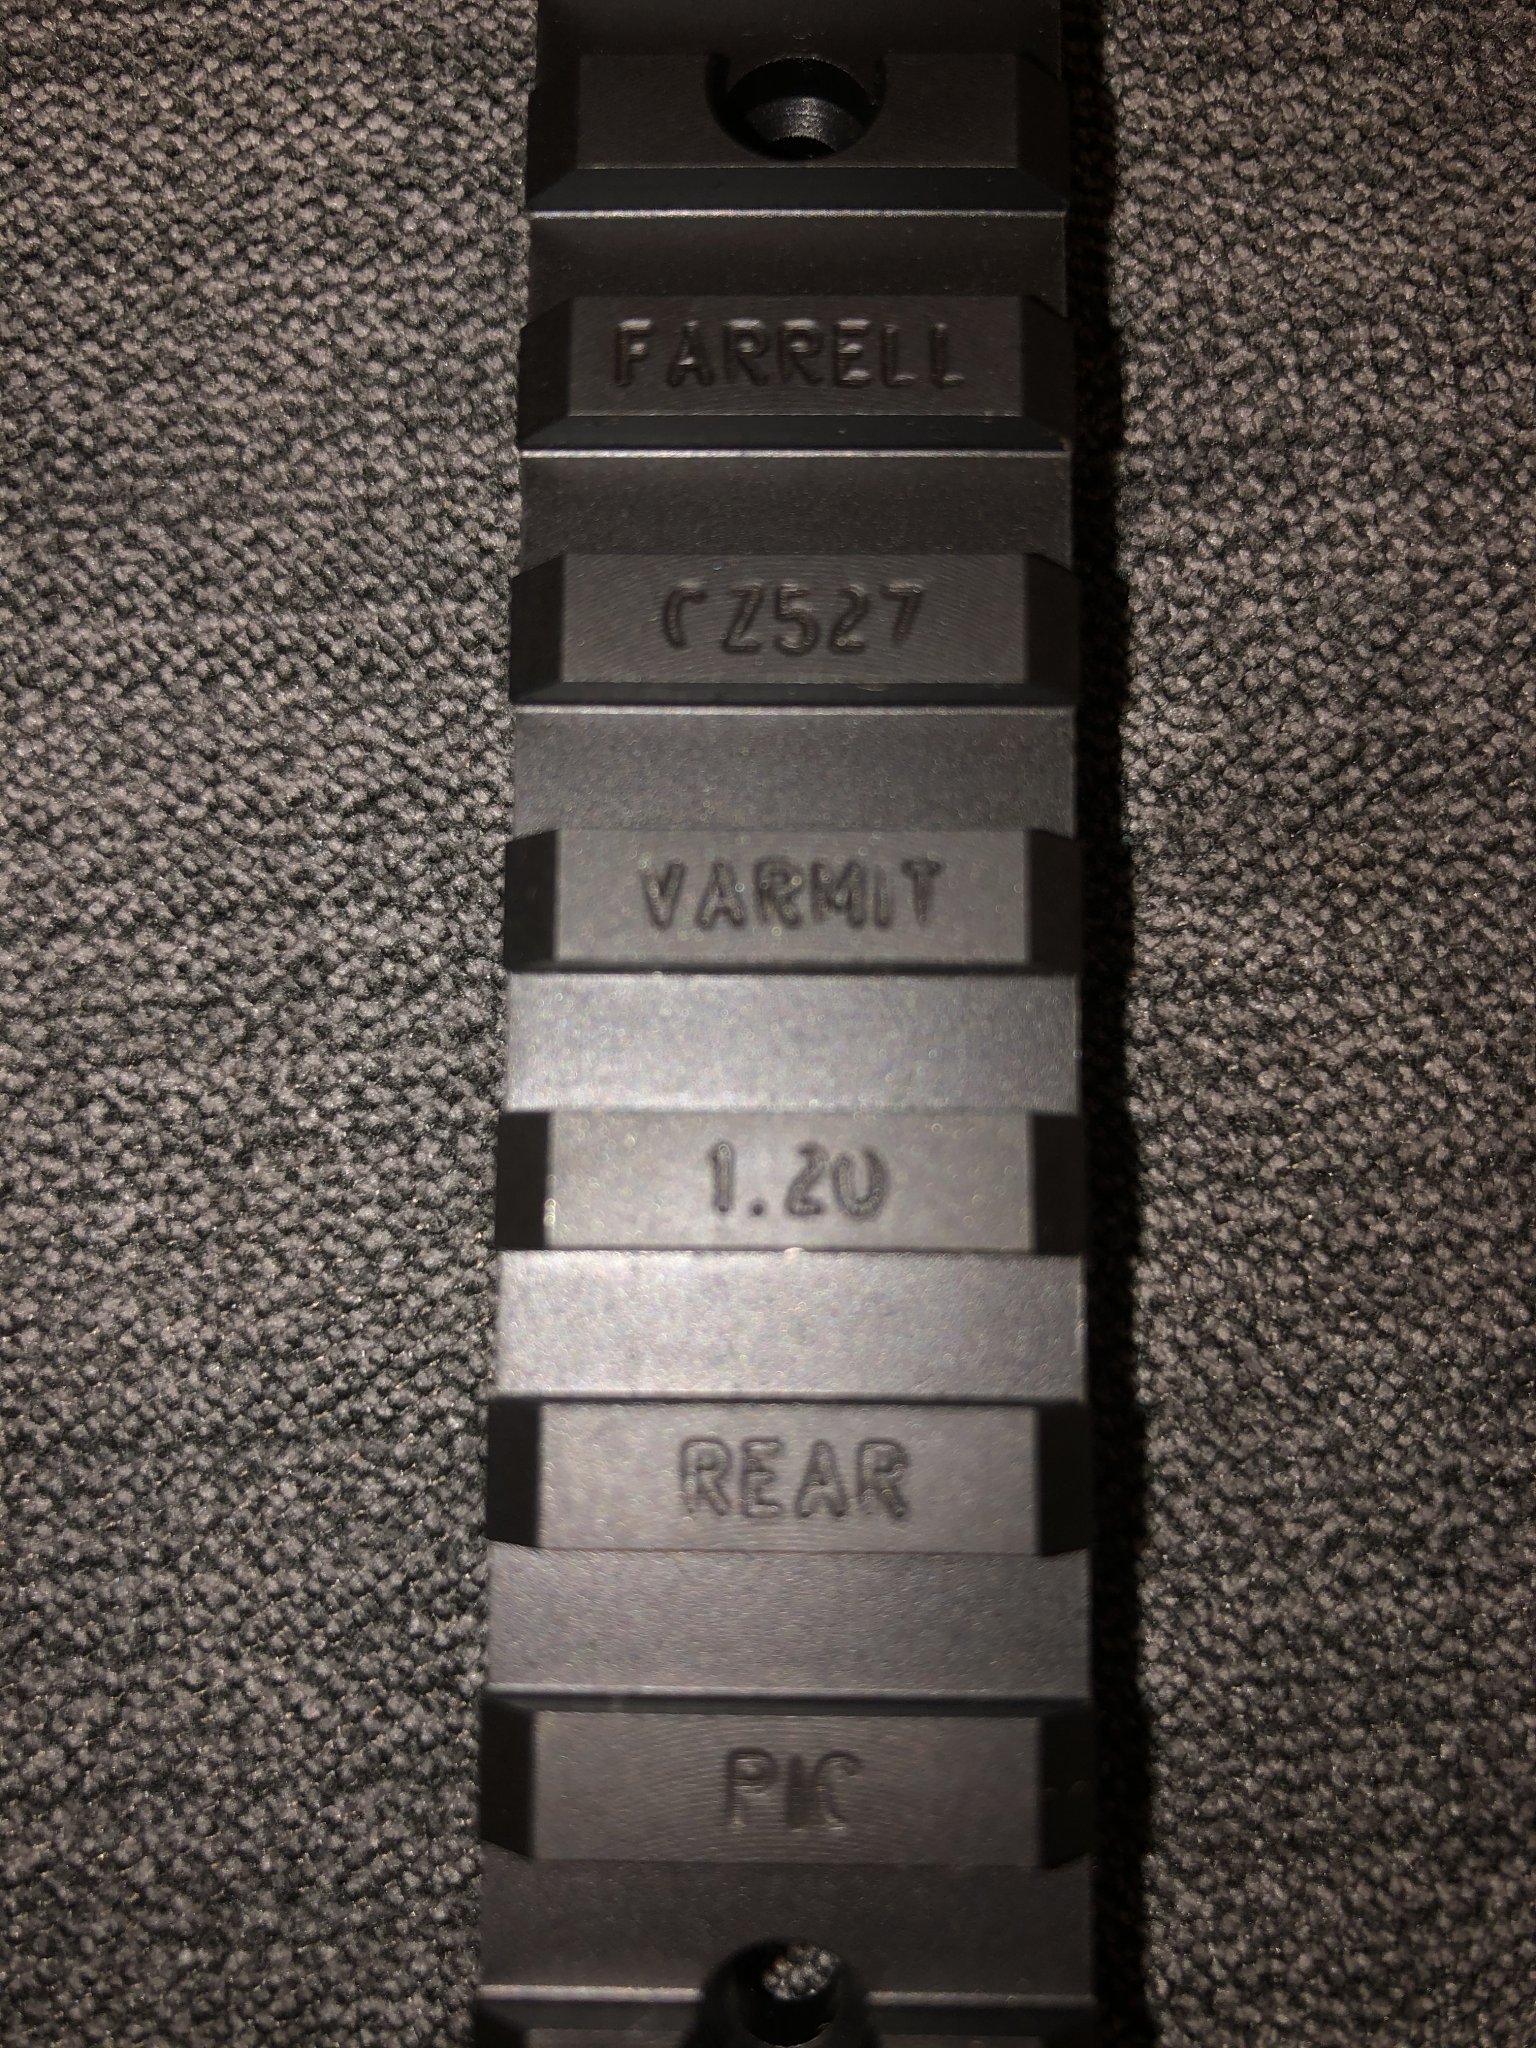 FARRELL
CZ527
VARMIT
1.20
REAR
PIC